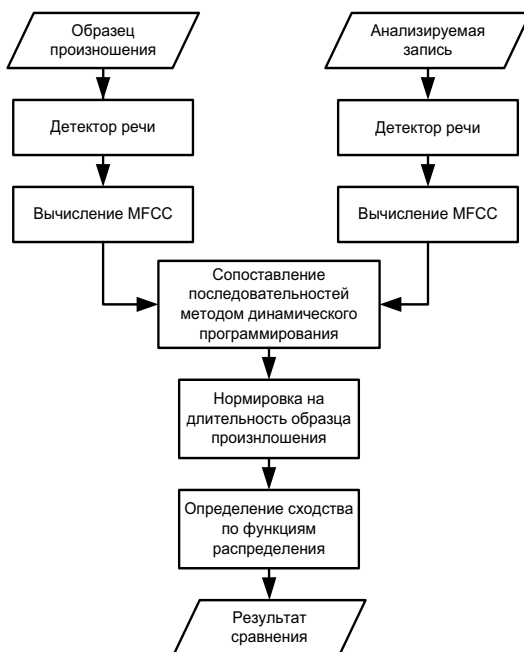 Образец
произношения
Анализируемая
запись
Детектор речи
Детектор речи
Вычисление MFCC
Вычисление MFCC
Сопоставление
последовательностей
методом динамического
программирования
Нормировка на
длительность образца
произнлошения
Определение сходства
по функциям
распределения
Результат
сравнения